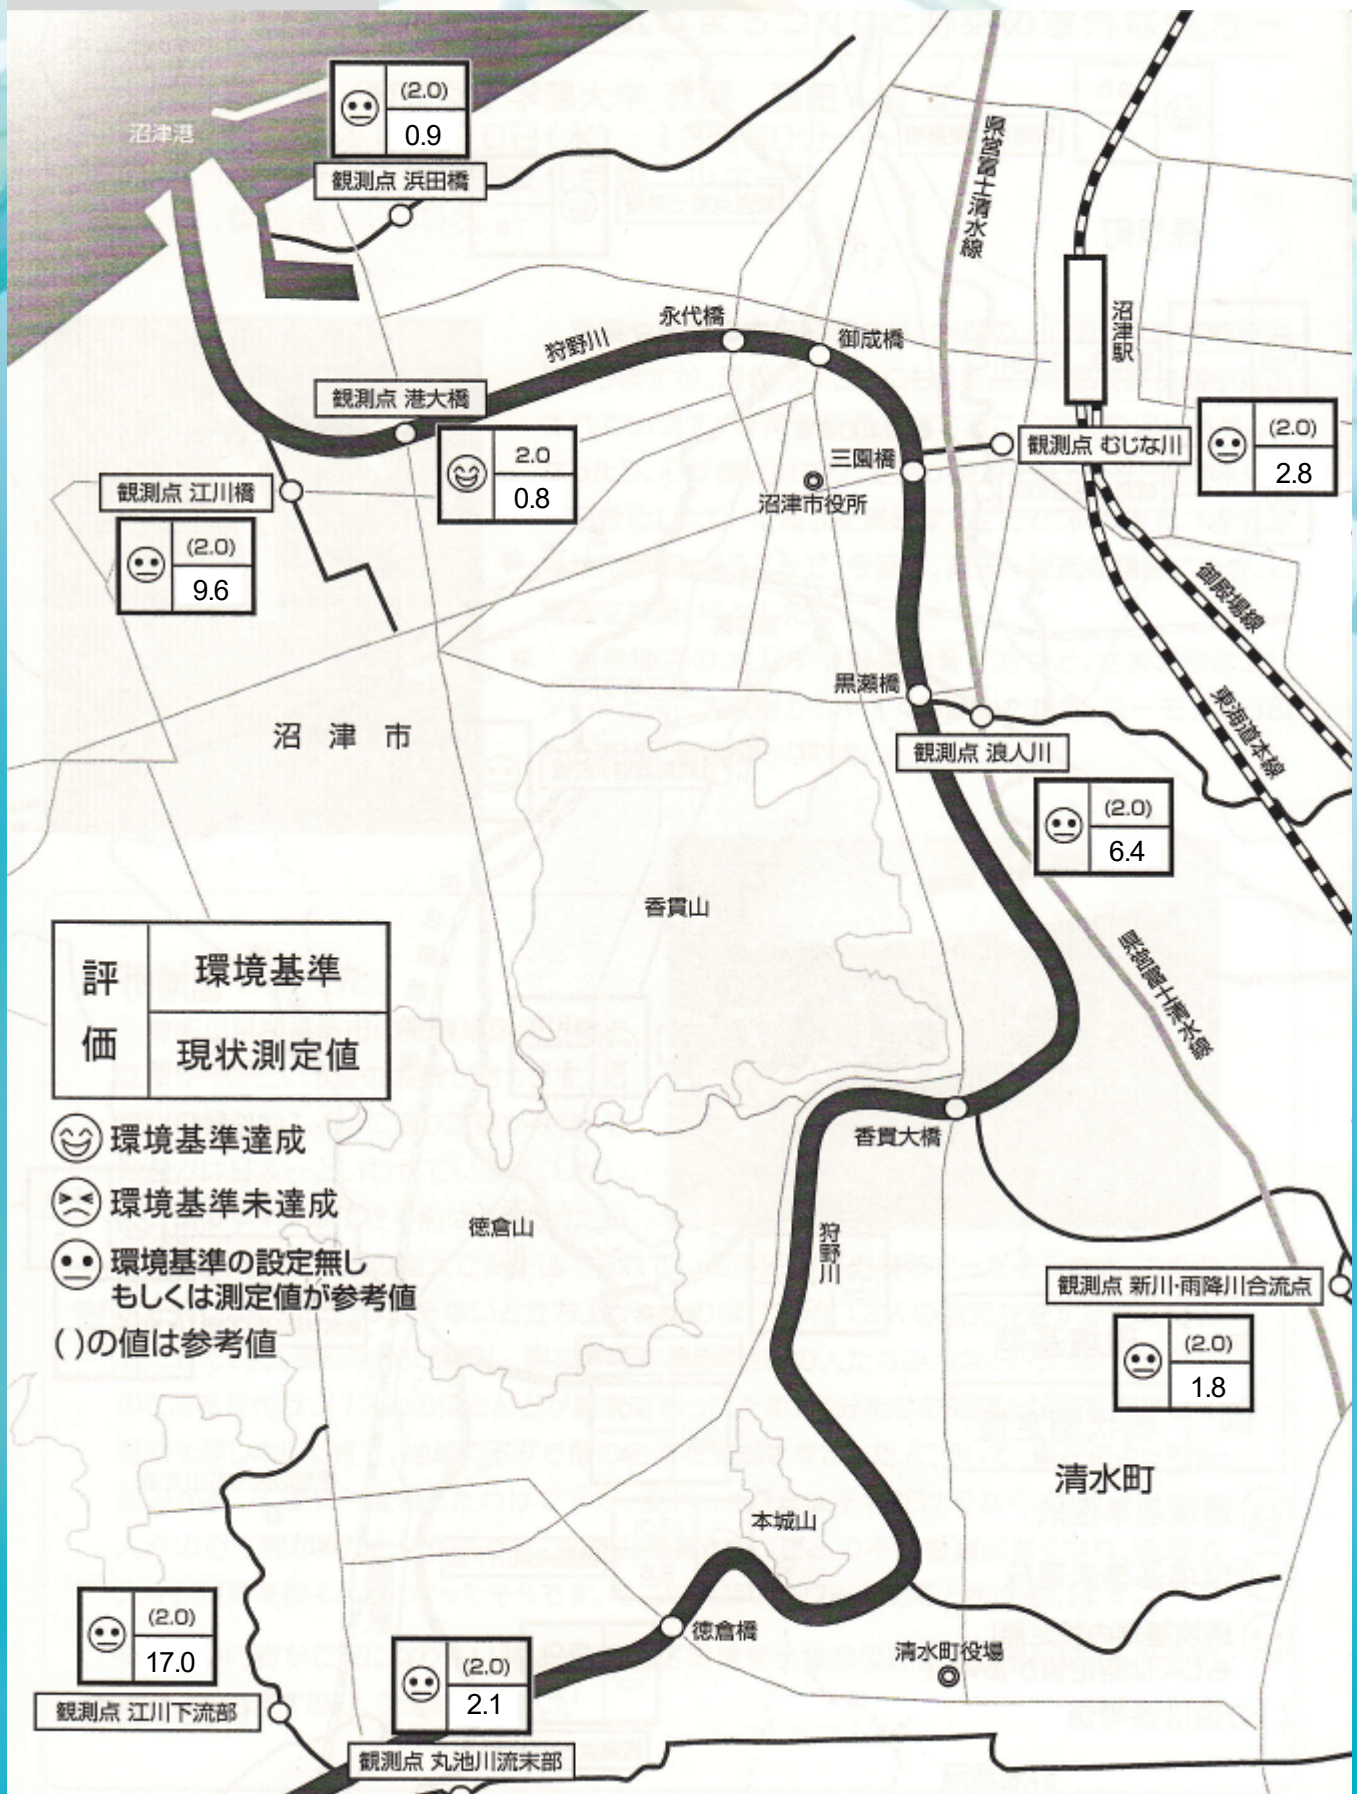 沼津港
(2.0)
0.9
観測点 浜田橋
県営富士清水線
沼津駅
永代橋
御成橋
狩野川
観測点 港大橋
2.0
0.8
三園橋
観測点 むじな川
(2.0)
2.8
沼津市役所
観測点 江川橋
(2.0)
9.6
御殿場線
東海道本線
黒瀬橋
観測点 浪人川
(2.0)
6.4
沼津市
香貫山
県営富士清水線
評価
環境基準
現状測定値
環境基準達成
環境基準未達成
環境基準の設定無し
もしくは測定値が参考値
( )の値は参考値
香貫大橋
徳倉山
狩野川
観測点 新川・雨降川合流点
(2.0)
1.8
清水町
本城山
徳倉橋
清水町役場
(2.0)
17.0
観測点 江川下流部
(2.0)
2.1
観測点 丸池川流末部